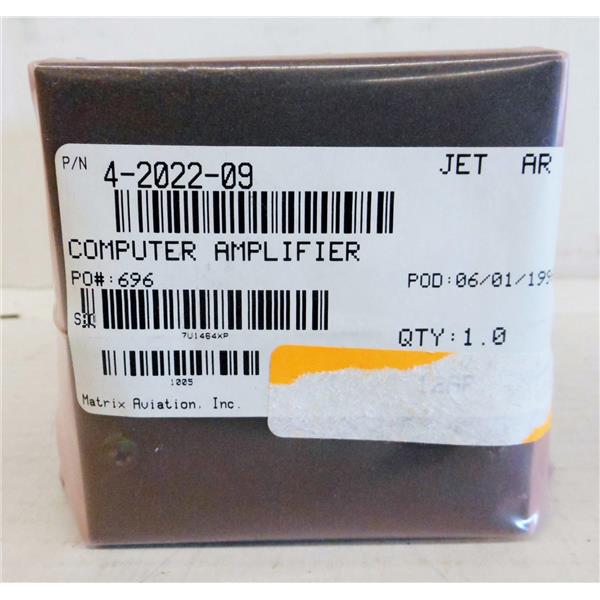 P/N 4-2022-09 JET AR
COMPUTER AMPLIFIER
PO#:696 POD:06/01/199
7U1464XP
QTY:1.0
1005
Matrix Aviation, Inc.